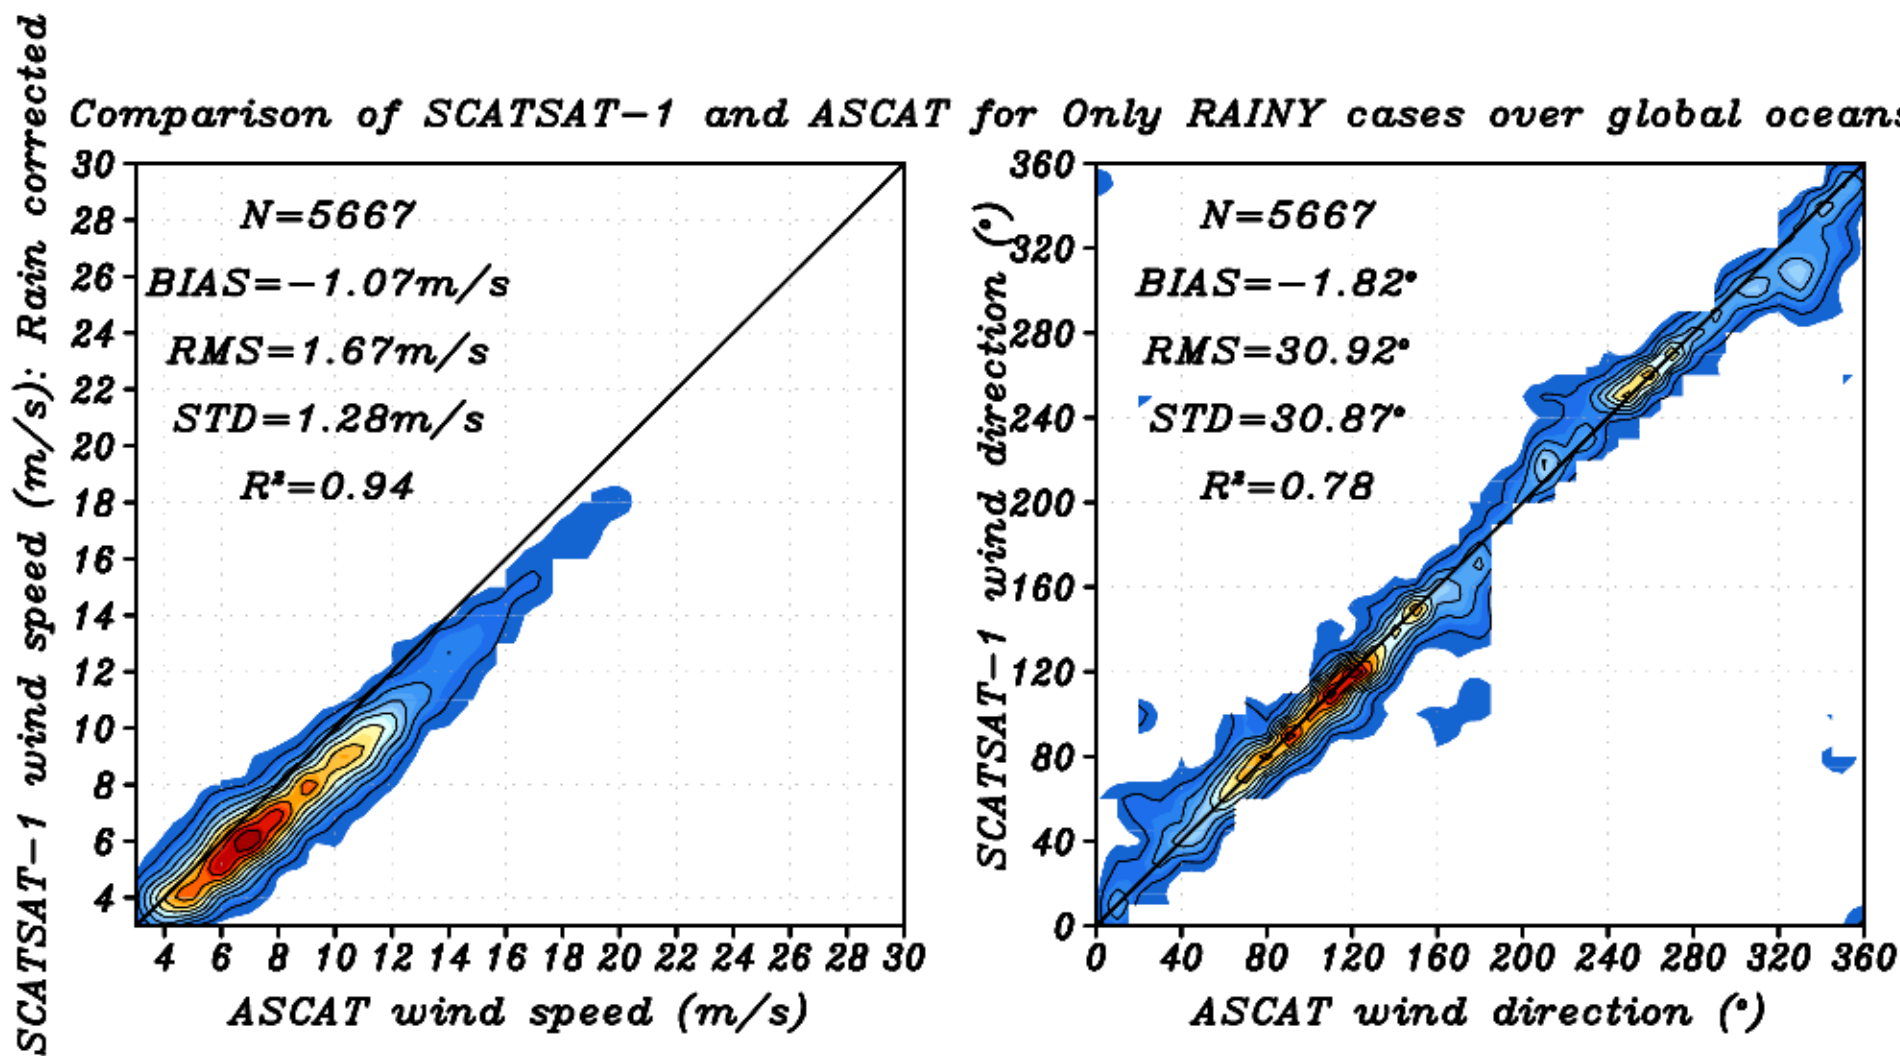 Comparison of SCATSAT-1 and ASCAT for Only RAINY cases over global oceans
SCATSAT-1 wind speed (m/s): Rain corrected
30
28
26
24
22
20
18
16
14
12
10
8
6
4
N=5667
BIAS=-1.07m/s
RMS=1.67m/s
STD=1.28m/s
R²=0.94
4 6 8 10 12 14 16 18 20 22 24 26 28 30
ASCAT wind speed (m/s)
SCATSAT-1 wind direction (°)
360
320
280
240
200
160
120
80
40
0
N=5667
BIAS=-1.82°
RMS=30.92°
STD=30.87°
R²=0.78
0 40 80 120 160 200 240 280 320 360
ASCAT wind direction (°)